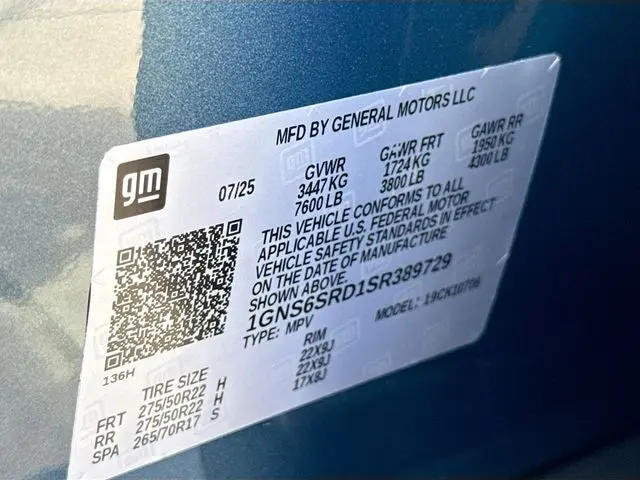 MFD BY GENERAL MOTORS LLC
gm
07/25
GVWR GAWR FRT GAWR RR
3447 KG 1724 KG 1950 KG
7600 LB 3800 LB 4300 LB
THIS VEHICLE CONFORMS TO ALL
APPLICABLE U.S. FEDERAL MOTOR
VEHICLE SAFETY STANDARDS IN EFFECT
ON THE DATE OF MANUFACTURE
SHOWN ABOVE.
1GNS6SRD1SR389729
TYPE: MPV MODEL: 19CK10706
136H
TIRE SIZE RIM
FRT 275/50R22 H 22X9J
RR 275/50R22 H 22X9J
SPA 265/70R17 S 17X8J